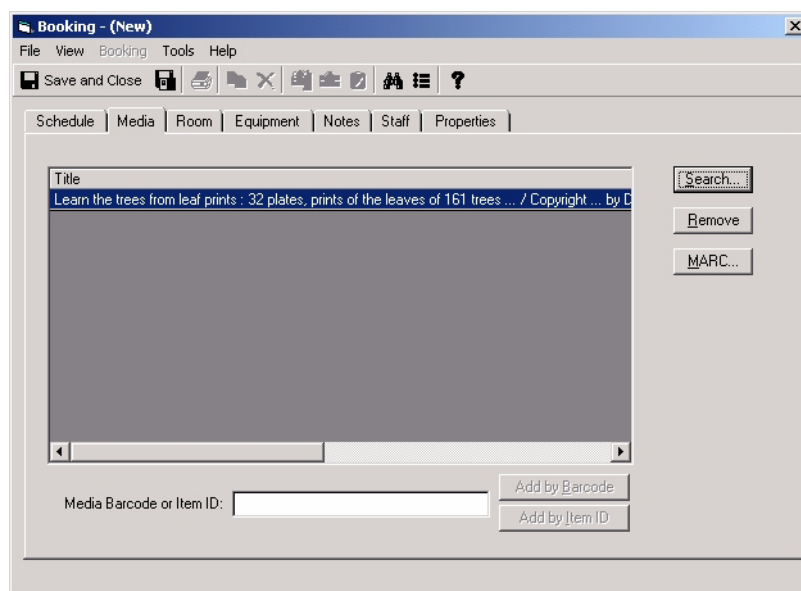 Booking - (New)
File View Booking Tools Help
Save and Close ?
Schedule Media Room Equipment Notes Staff Properties
Title
Learn the trees from leaf prints : 32 plates, prints of the leaves of 161 trees ... / Copyright ... by D
Search...
Remove
MARC...
Media Barcode or Item ID:
Add by Barcode
Add by Item ID